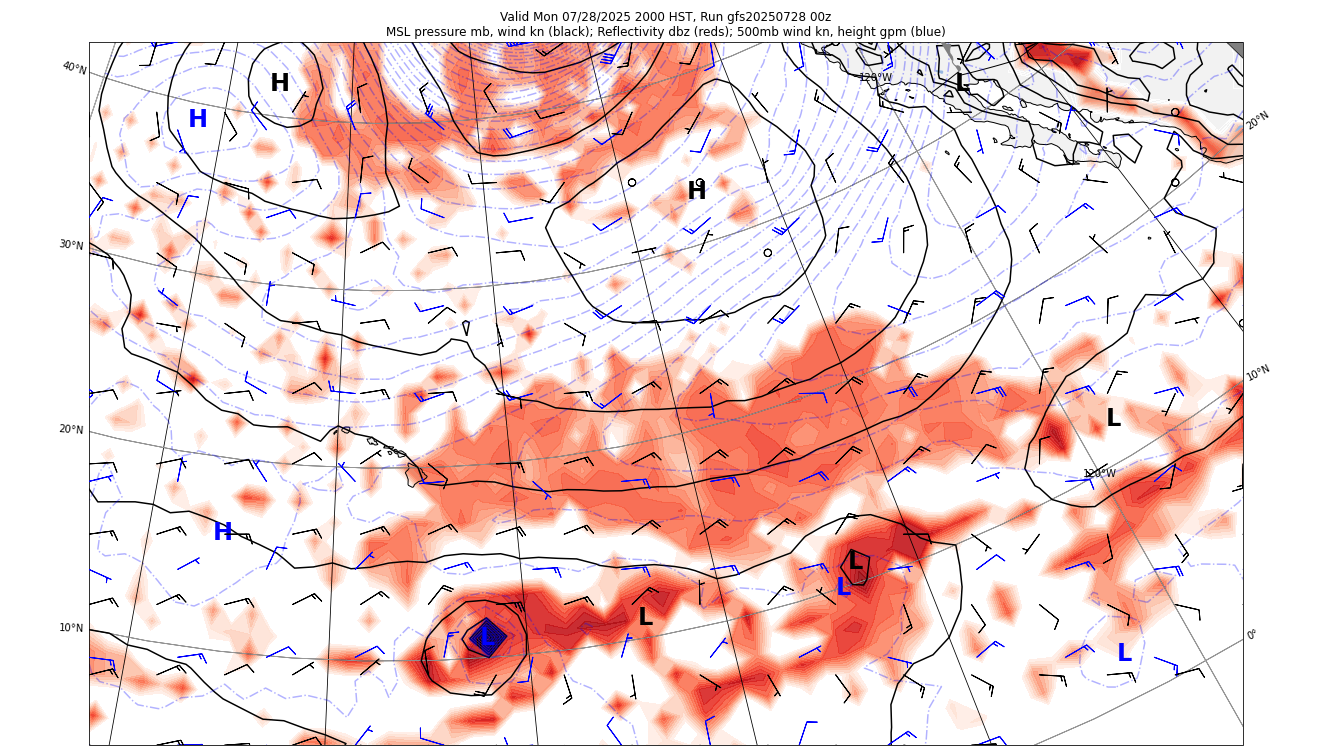 Valid Mon 07/28/2025 2000 HST, Run gfs20250728 00z
MSL pressure mb, wind kn (black); Reflectivity dbz (reds); 500mb wind kn, height gpm (blue)
40°N
H
120°W
L
H
20°N
H
30°N
10°N
L
20°N
120°W
H
L
L
L
10°N
L
0°
L
L